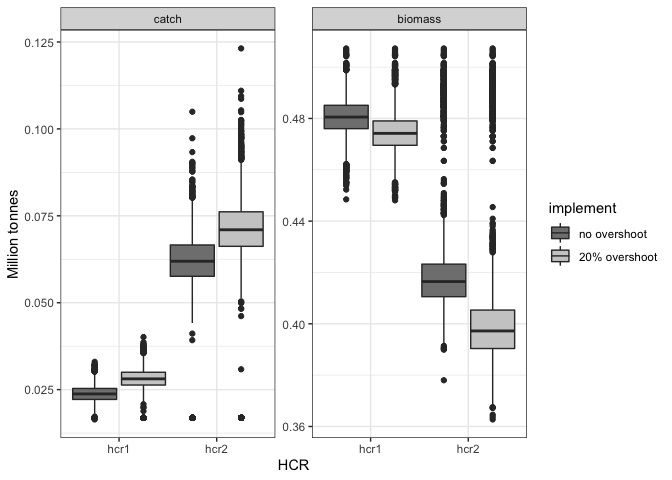 catch
biomass
0.125
0.100
0.075
0.050
0.025
0.48
0.44
0.40
0.36
Million tonnes
hcr1
hcr2
hcr1
hcr2
HCR
implement
no overshoot
20% overshoot